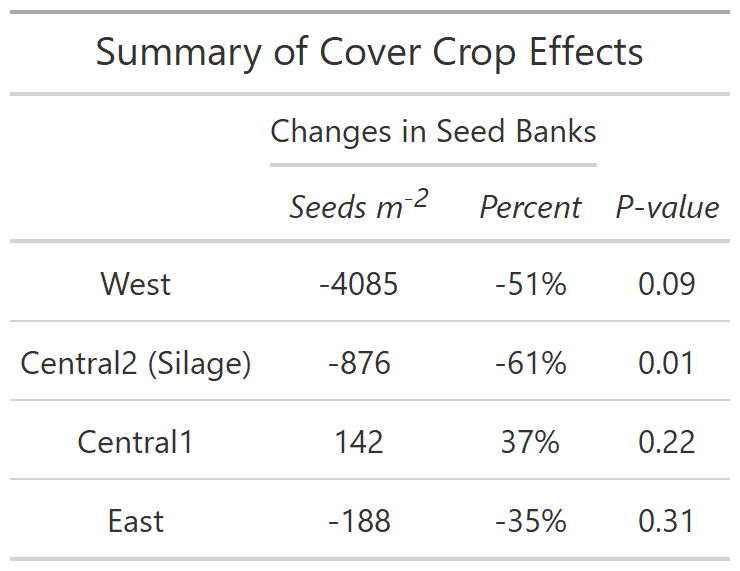 Summary of Cover Crop Effects
Changes in Seed Banks
Seeds m-2 Percent P-value
West -4085 -51% 0.09
Central2 (Silage) -876 -61% 0.01
Central1 142 37% 0.22
East -188 -35% 0.31